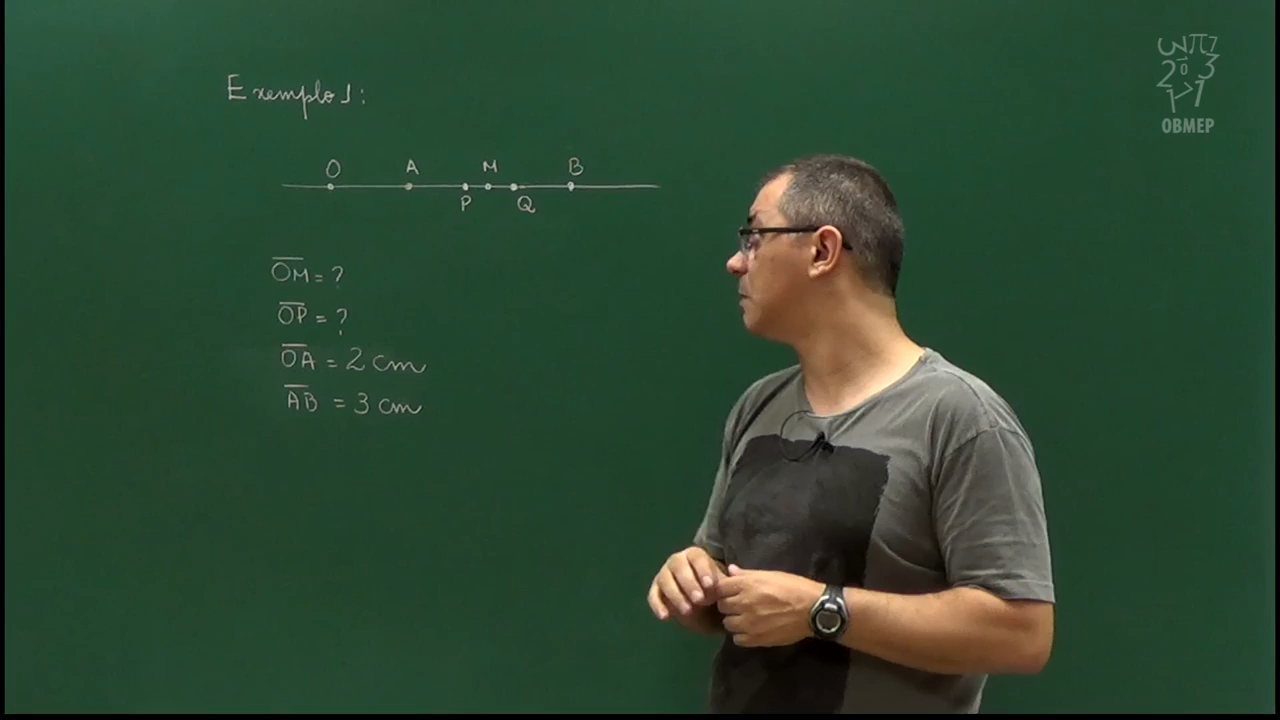 Exemplo 1:
O A M B
P Q
OM = ?
OP = ?
OA = 2 cm
AB = 3 cm
OBMEP